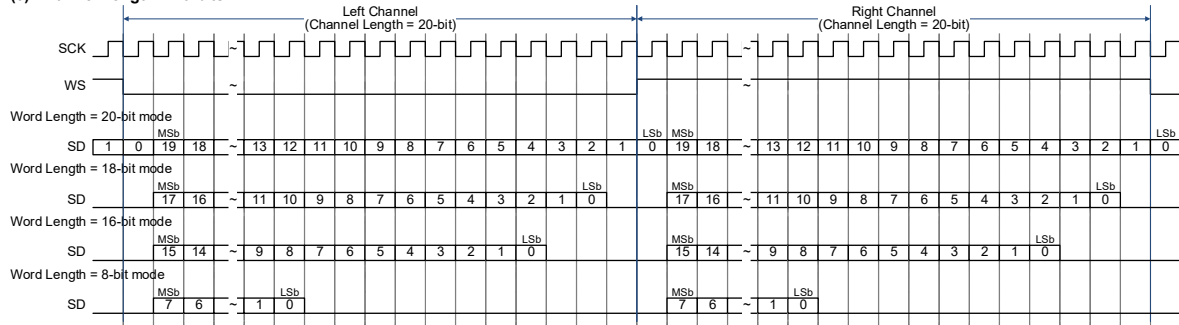 Left Channel
(Channel Length = 20-bit)
Right Channel
(Channel Length = 20-bit)
SCK ~ ~
WS ~ ~
Word Length = 20-bit mode
MSb LSb MSb LSb
SD 1 0 19 18 ~ 13 12 11 10 9 8 7 6 5 4 3 2 1 0 19 18 ~ 13 12 11 10 9 8 7 6 5 4 3 2 1 0
Word Length = 18-bit mode
MSb LSb MSb LSb
SD 17 16 ~ 11 10 9 8 7 6 5 4 3 2 1 0 17 16 ~ 11 10 9 8 7 6 5 4 3 2 1 0
Word Length = 16-bit mode
MSb LSb MSb LSb
SD 15 14 ~ 9 8 7 6 5 4 3 2 1 0 15 14 ~ 9 8 7 6 5 4 3 2 1 0
Word Length = 8-bit mode
MSb LSb MSb LSb
SD 7 6 ~ 1 0 7 6 ~ 1 0